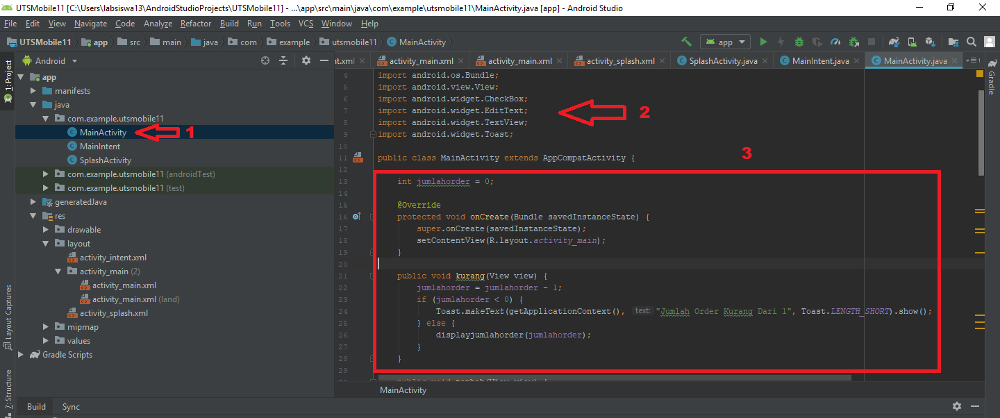 UTSMobile11 [C:\Users\labsiswa13\AndroidStudioProjects\UTSMobile11] - ...\app\src\main\java\com\example\utsmobile11\MainActivity.java [app] - Android Studio
File Edit View Navigate Code Analyze Refactor Build Run Tools VCS Window Help
UTSMobile11 app src main java com example utsmobile11 MainActivity
app
1: Project
Android
nt.xml activity_main.xml activity_main.xml activity_splash.xml SplashActivity.java MainIntent.java MainActivity.java
1
Gradle
app
manifests
java
com.example.utsmobile11
MainActivity
1
MainIntent
SplashActivity
com.example.utsmobile11 (androidTest)
com.example.utsmobile11 (test)
generatedJava
res
drawable
layout
activity_intent.xml
activity_main (2)
activity_main.xml
activity_main.xml (land)
activity_splash.xml
mipmap
values
Gradle Scripts
Layout Captures
Z: Structure
4 import android.os.Bundle;
5 import android.view.View;
6 import android.widget.CheckBox;
7 import android.widget.EditText;
2
8 import android.widget.TextView;
9 import android.widget.Toast;
10
11 public class MainActivity extends AppCompatActivity {
3
12
13 int jumlahorder = 0;
14
15 @Override
16 protected void onCreate(Bundle savedInstanceState) {
17 super.onCreate(savedInstanceState);
18 setContentView(R.layout.activity_main);
19 }
20
21 public void kurang(View view) {
22 jumlahorder = jumlahorder - 1;
23 if (jumlahorder < 0) {
24 Toast.makeText(getApplicationContext(), text: "Jumlah Order Kurang Dari 1", Toast.LENGTH_SHORT).show();
25 } else {
26 displayjumlahorder(jumlahorder);
27 }
28 }
29
public void tambah(View view) {
MainActivity
Build Sync